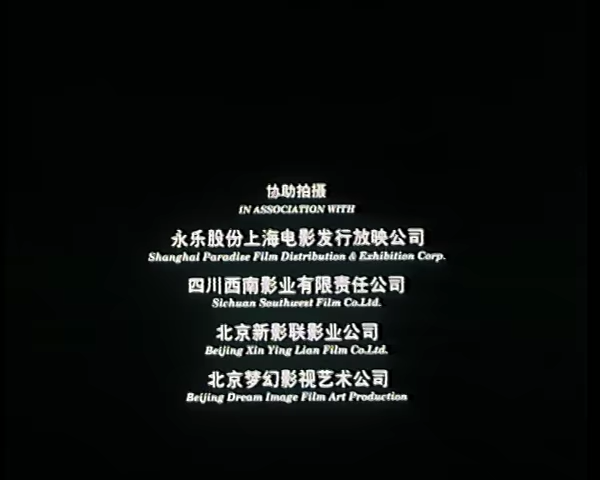 协助拍摄
IN ASSOCIATION WITH
永乐股份上海电影发行放映公司
Shanghai Paradise Film Distribution & Exhibition Corp.
四川西南影业有限责任公司
Sichuan Southwest Film Co.Ltd.
北京新影联影业公司
Beijing Xin Ying Lian Film Co.Ltd.
北京梦幻影视艺术公司
Beijing Dream Image Film Art Production